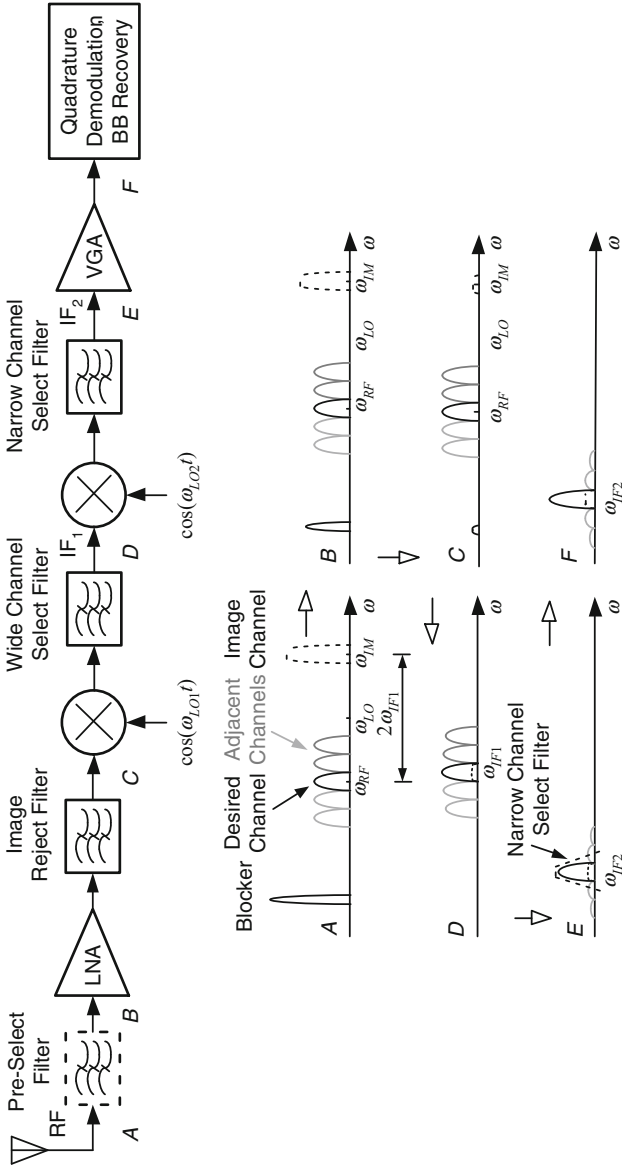 Pre-Select
Filter
RF
A
B
LNA
Image
Reject Filter
C
cos(ω_LO1 t)
Wide Channel
Select Filter
IF₁
D
cos(ω_LO2 t)
Narrow Channel
Select Filter
IF₂
E
VGA
F
Quadrature
Demodulation,
BB Recovery
Blocker
Desired
Channel
Adjacent
Channels
Image
Channel
A
ω_RF
ω_LO
ω_IM
ω
2ω_IF1
B
ω_RF
ω_LO
ω_IM
ω
D
ω_IF1
ω
C
ω_RF
ω_LO
ω_IM
ω
Narrow Channel
Select Filter
E
ω_IF2
ω
F
ω_IF2
ω